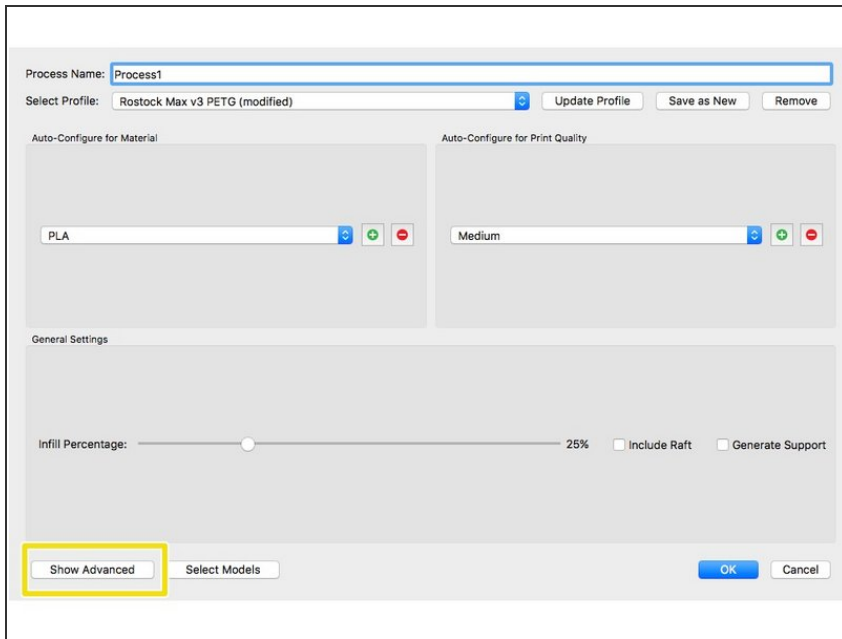 Process Name: Process1
Select Profile: Rostock Max v3 PETG (modified) Update Profile Save as New Remove
Auto-Configure for Material Auto-Configure for Print Quality
PLA Medium
General Settings
Infill Percentage: 25% Include Raft Generate Support
Show Advanced Select Models OK Cancel